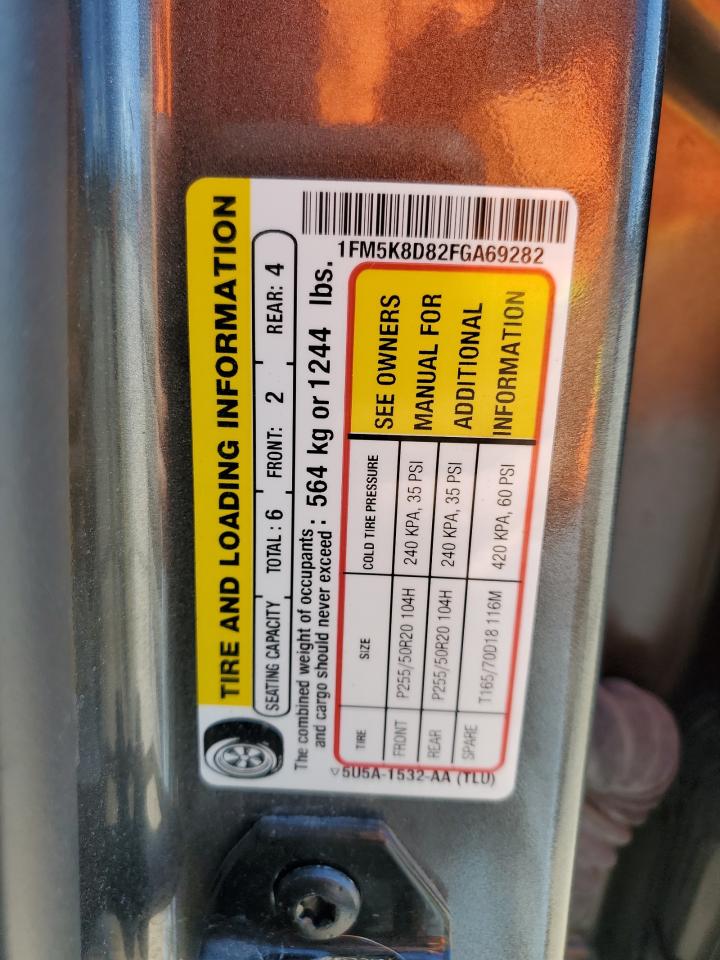 TIRE AND LOADING INFORMATION
SEATING CAPACITY TOTAL : 6 FRONT: 2 REAR: 4
The combined weight of occupants
and cargo should never exceed : 564 kg or 1244 lbs.
TIRE SIZE COLD TIRE PRESSURE
FRONT P255/50R20 104H 240 KPA, 35 PSI
REAR P255/50R20 104H 240 KPA, 35 PSI
SPARE T165/70D18 116M 420 KPA, 60 PSI
SEE OWNERS
MANUAL FOR
ADDITIONAL
INFORMATION
5U5A-1532-AA (TLU)
1FM5K8D82FGA69282